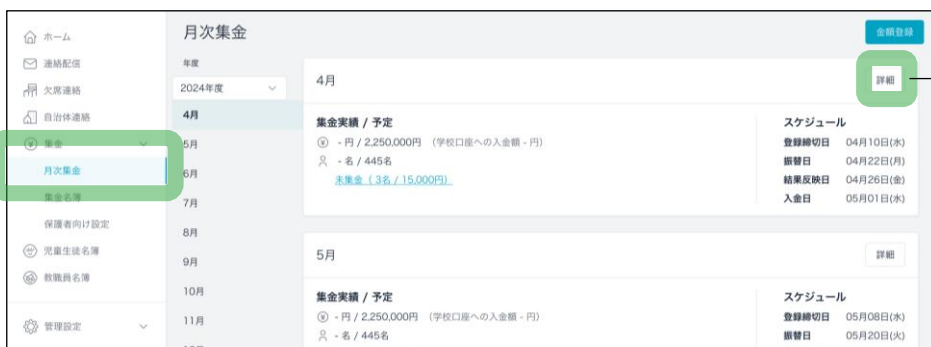 ホーム
連絡配信
欠席連絡
自治体連絡
集金
月次集金
集金名簿
保護者向け設定
児童生徒名簿
教職員名簿
管理設定
月次集金
金額登録
年度
2024年度
4月
5月
6月
7月
8月
9月
10月
11月
4月
詳細
集金実績 / 予定
- 円 / 2,250,000円 (学校口座への入金額 - 円)
- 名 / 445名
未集金 ( 3名 / 15,000円)
スケジュール
登録締切日 04月10日(水)
振替日 04月22日(月)
結果反映日 04月26日(金)
入金日 05月01日(水)
5月
詳細
集金実績 / 予定
- 円 / 2,250,000円 (学校口座への入金額 - 円)
- 名 / 445名
スケジュール
登録締切日 05月08日(水)
振替日 05月20日(火)